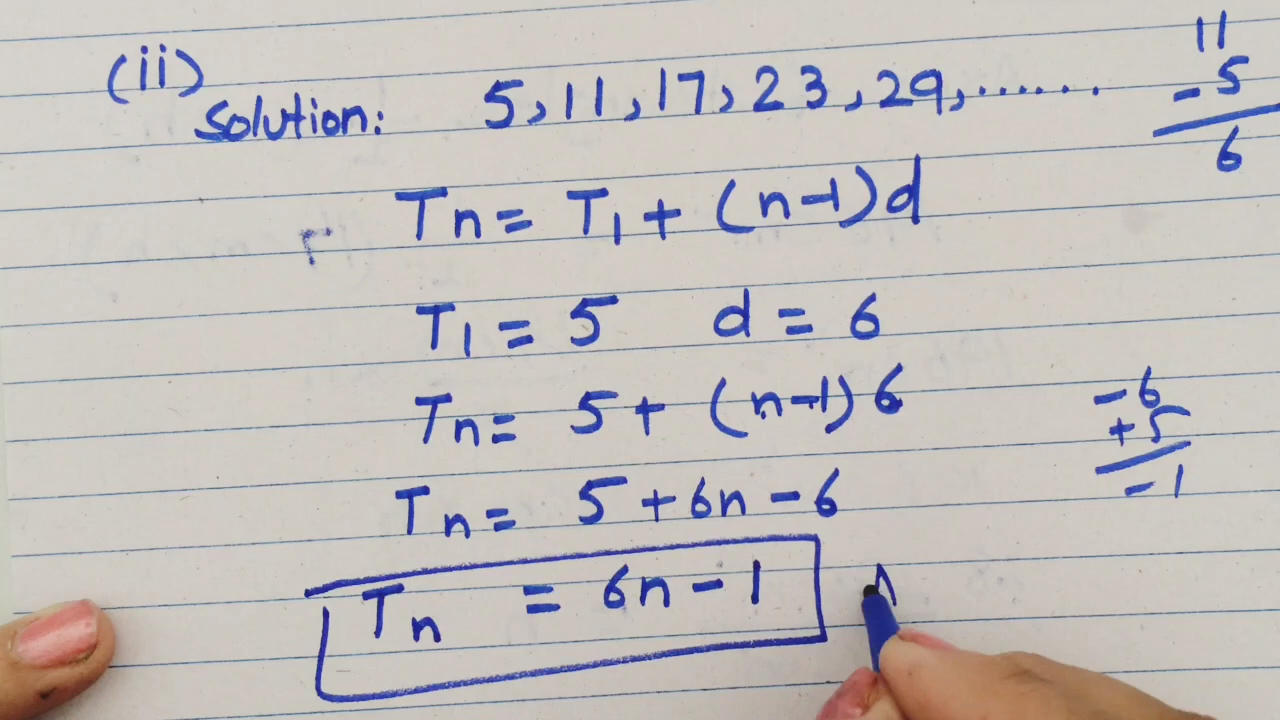 (ii)
Solution: 5, 11, 17, 23, 29, ......
11
- 5
6
Tn = T1 + (n-1)d
T1 = 5 d = 6
Tn = 5 + (n-1) 6
- 6
+ 5
- 1
Tn = 5 + 6n - 6
Tn = 6n - 1